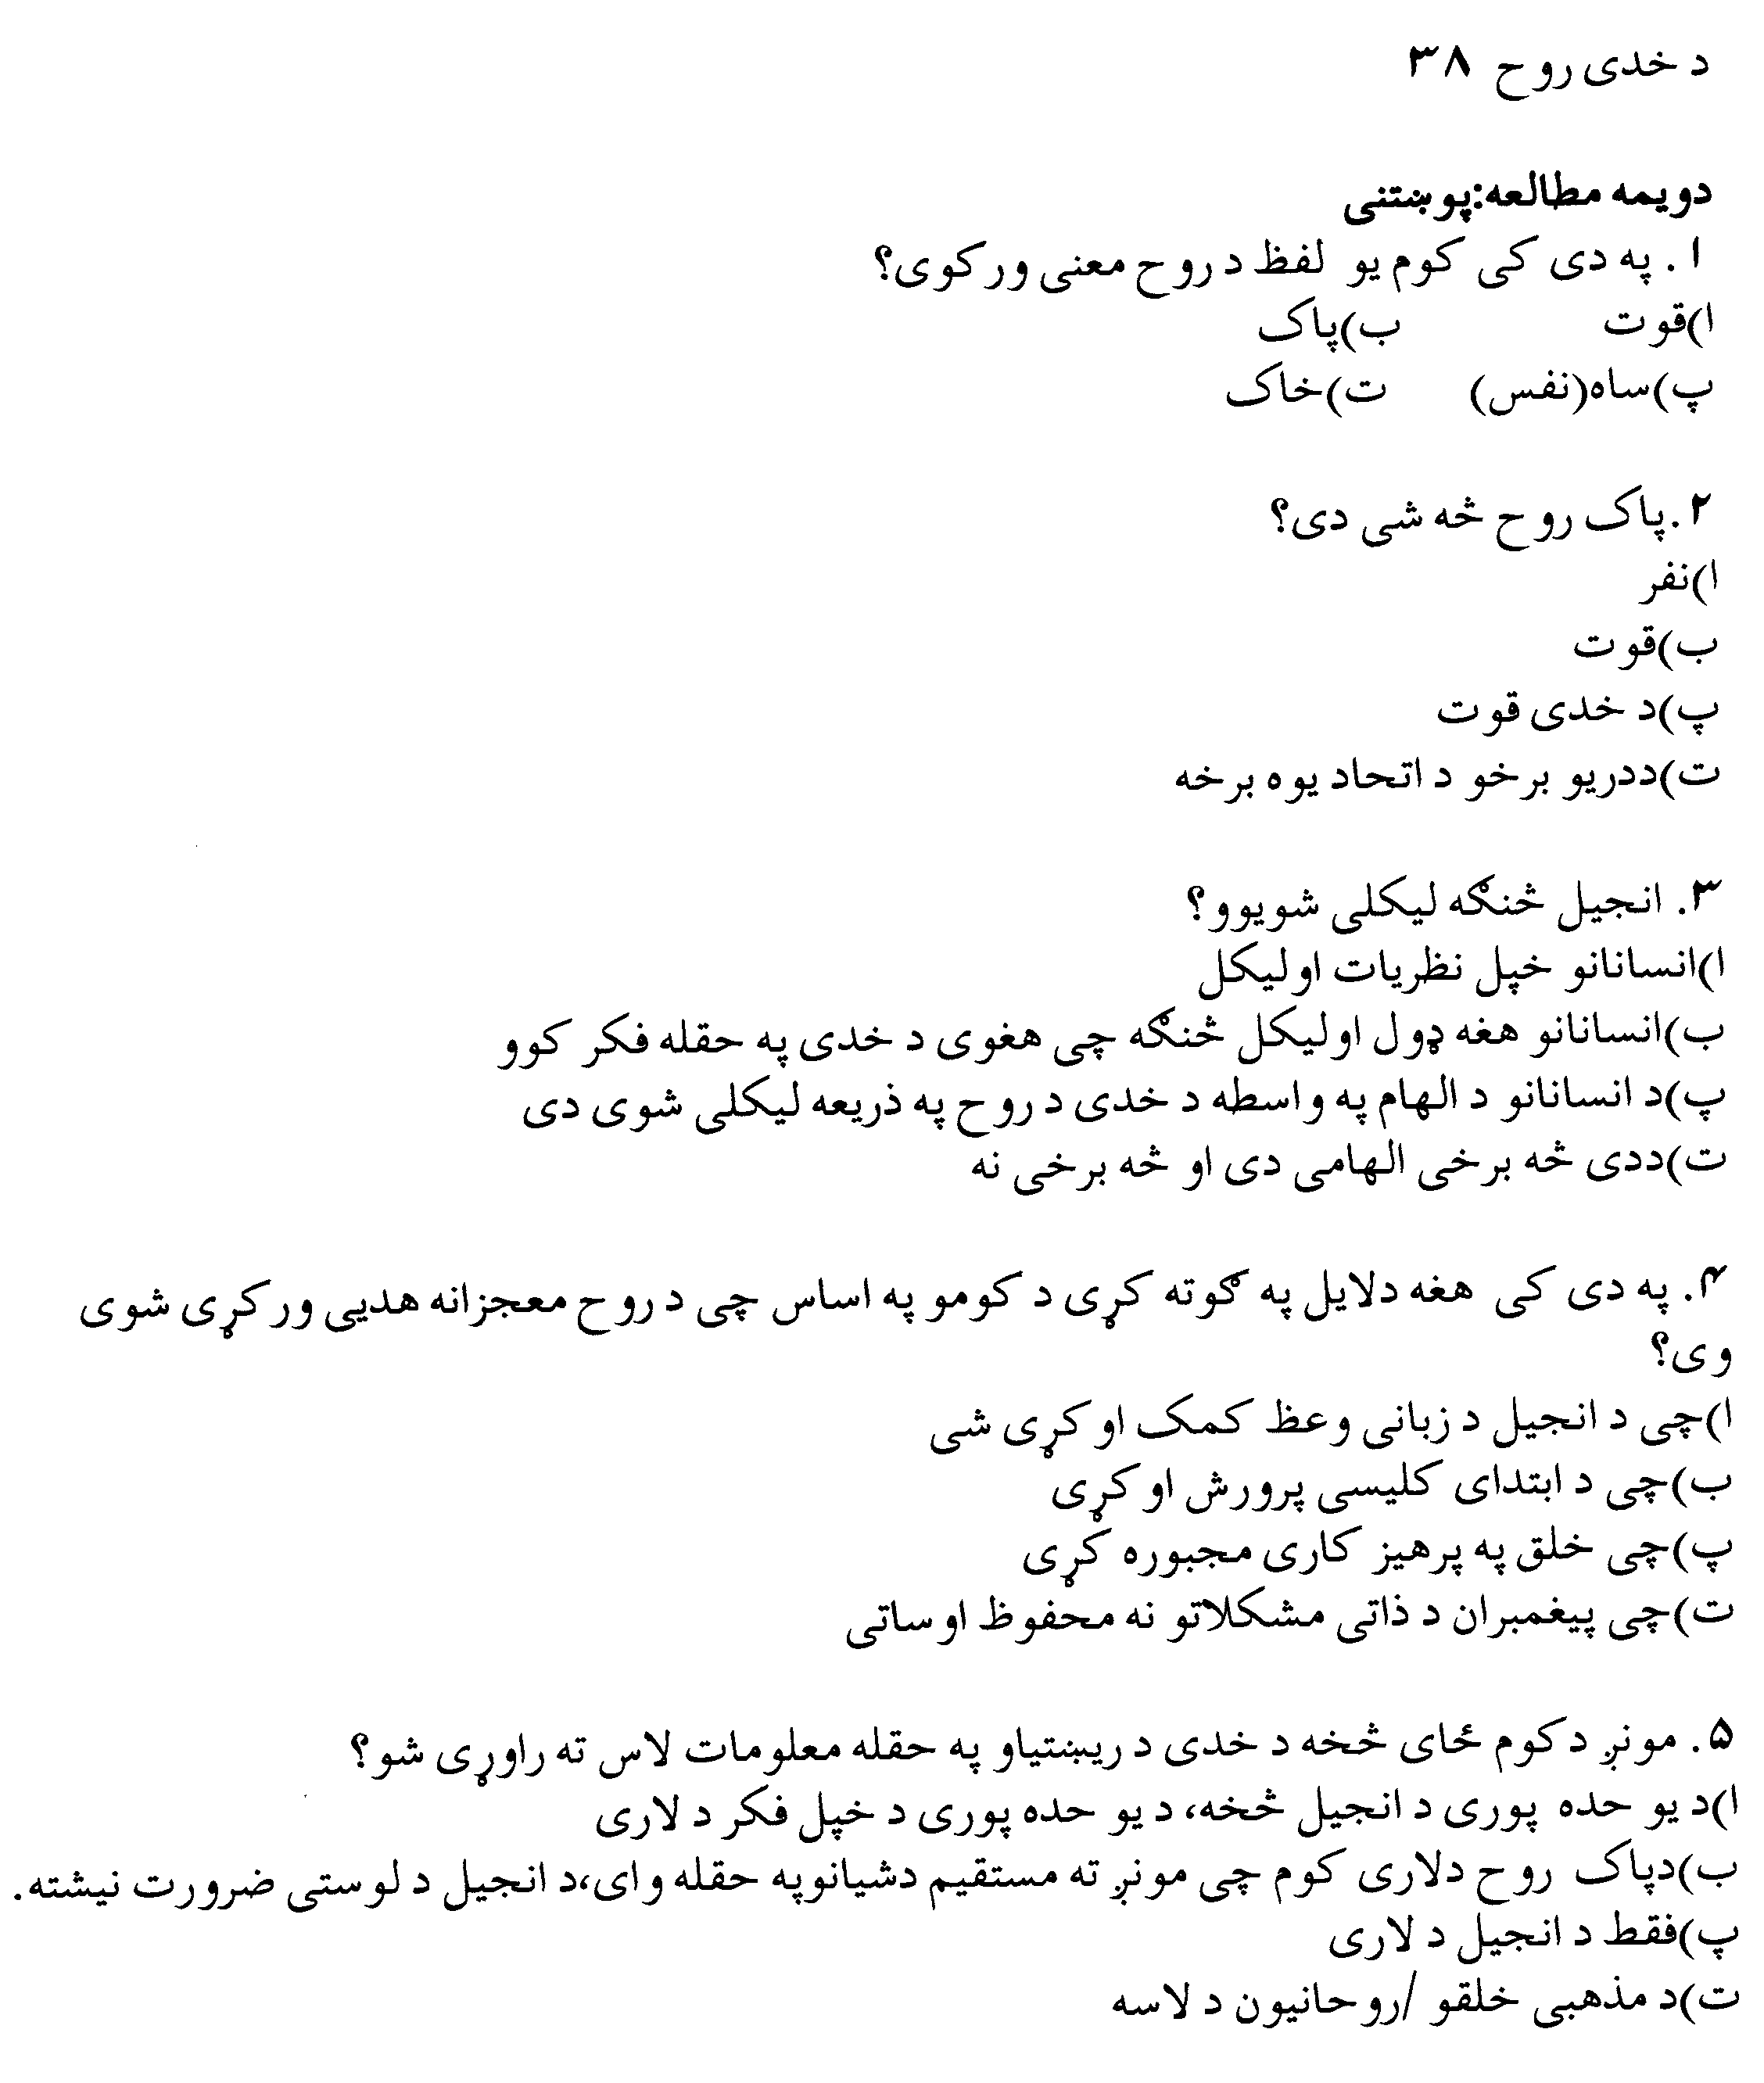 د خدی روح ۳۸
دویمه مطالعه:پوښتنی
۱. په دی کی کوم یو لفظ د روح معنی ورکوی؟
ا)قوت ب)پاک
پ)ساه(نفس) ت)خاک
۲.پاک روح څه شی دی؟
ا)نفر
ب)قوت
پ)د خدی قوت
ت)ددریو برخو د اتحاد یوه برخه
۳. انجیل څنګه لیکلی شویوو؟
ا)انسانانو خپل نظریات اولیکل
ب)انسانانو هغه ډول اولیکل څنګه چی هغوی د خدی په حقله فکر کوو
پ)د انسانانو د الهام په واسطه د خدی د روح په ذریعه لیکلی شوی دی
ت)ددی څه برخی الهامی دی او څه برخی نه
۴. په دی کی هغه دلایل په ګوته کړی د کومو په اساس چی د روح معجزانه هدیی ورکړی شوی
وی؟
ا)چی د انجیل د زبانی وعظ کمک اوکړی شی
ب)چی د ابتدای کلیسی پرورش اوکړی
پ)چی خلق په پرهیز کاری مجبوره کړی
ت)چی پیغمبران د ذاتی مشکلاتو نه محفوظ اوساتی
۵. مونږ دکوم ځای څخه د خدی د ریښتیاو په حقله معلومات لاس ته راوړی شو؟
ا)د یو حده پوری د انجیل څخه، د یو حده پوری د خپل فکر د لاری
ب)دپاک روح دلاری کوم چی مونږ ته مستقیم دشیانوپه حقله وای،د انجیل د لوستی ضرورت نیشته.
پ)فقط د انجیل د لاری
ت)د مذهبی خلقو /روحانیون د لاسه